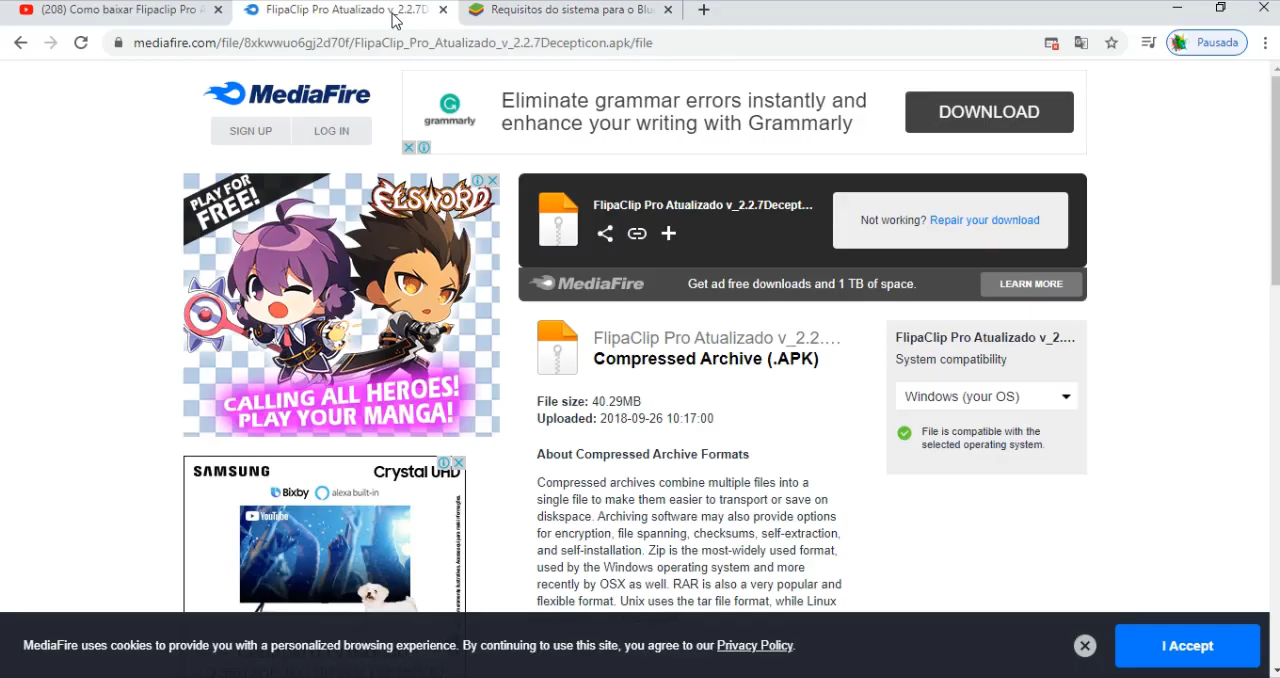 (208) Como baixar Flipaclip Pro A
FlipaClip Pro Atualizado v_2.2.7D
Requisitos do sistema para o Blu
mediafire.com/file/8xkwwuo6gj2d70f/FlipaClip_Pro_Atualizado_v_2.2.7Decepticon.apk/file
Pausada
MediaFire
SIGN UP
LOG IN
grammarly
Eliminate grammar errors instantly and
enhance your writing with Grammarly
DOWNLOAD
PLAY FOR
FREE!
ELSWORD
CALLING ALL HEROES!
PLAY YOUR MANGA!
FlipaClip Pro Atualizado v_2.2.7Decept...
Not working? Repair your download
MediaFire
Get ad free downloads and 1 TB of space.
LEARN MORE
FlipaClip Pro Atualizado v_2.2....
Compressed Archive (.APK)
File size: 40.29MB
Uploaded: 2018-09-26 10:17:00
About Compressed Archive Formats
Compressed archives combine multiple files into a
single file to make them easier to transport or save on
diskspace. Archiving software may also provide options
for encryption, file spanning, checksums, self-extraction,
and self-installation. Zip is the most-widely used format,
used by the Windows operating system and more
recently by OSX as well. RAR is also a very popular and
flexible format. Unix uses the tar file format, while Linux
FlipaClip Pro Atualizado v_2....
System compatibility
Windows (your OS)
File is compatible with the
selected operating system.
SAMSUNG
Crystal UHD
Bixby
alexa built-in
YouTube
MediaFire uses cookies to provide you with a personalized browsing experience. By continuing to use this site, you agree to our Privacy Policy.
I Accept